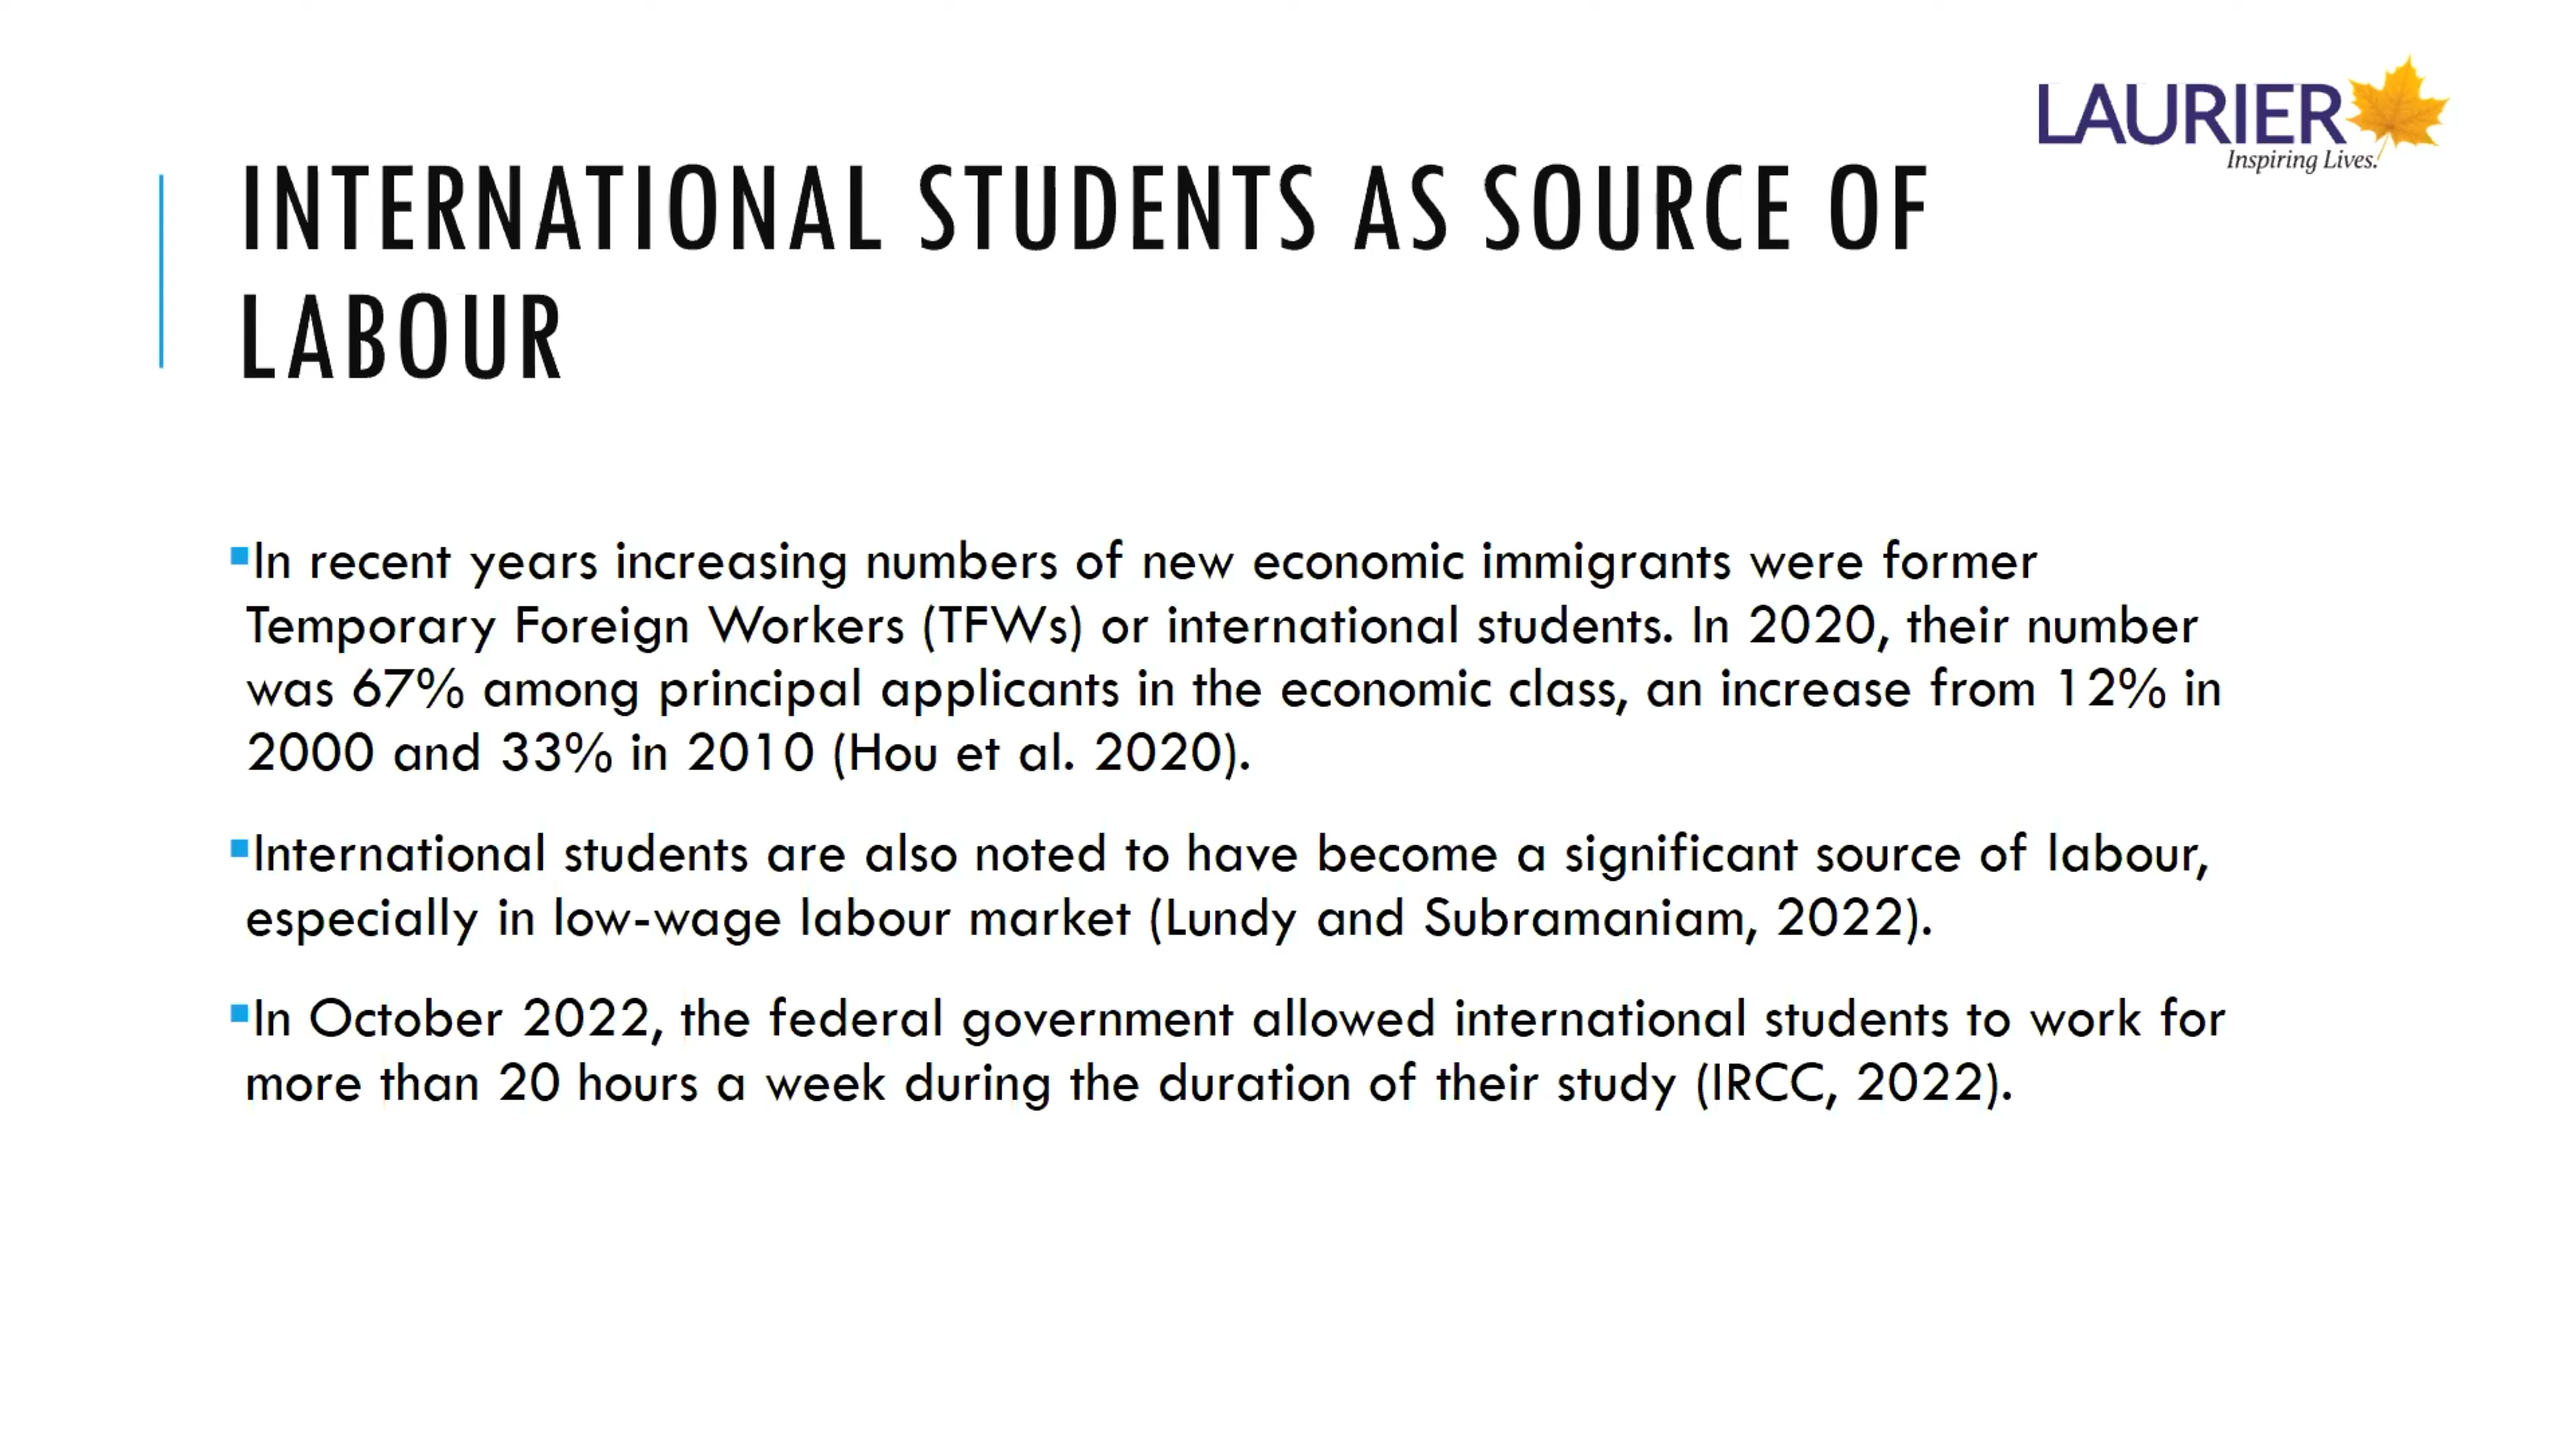 LAURIER
Inspiring Lives.
INTERNATIONAL STUDENTS AS SOURCE OF
LABOUR
▪In recent years increasing numbers of new economic immigrants were former
Temporary Foreign Workers (TFWs) or international students. In 2020, their number
was 67% among principal applicants in the economic class, an increase from 12% in
2000 and 33% in 2010 (Hou et al. 2020).
▪International students are also noted to have become a significant source of labour,
especially in low-wage labour market (Lundy and Subramaniam, 2022).
▪In October 2022, the federal government allowed international students to work for
more than 20 hours a week during the duration of their study (IRCC, 2022).